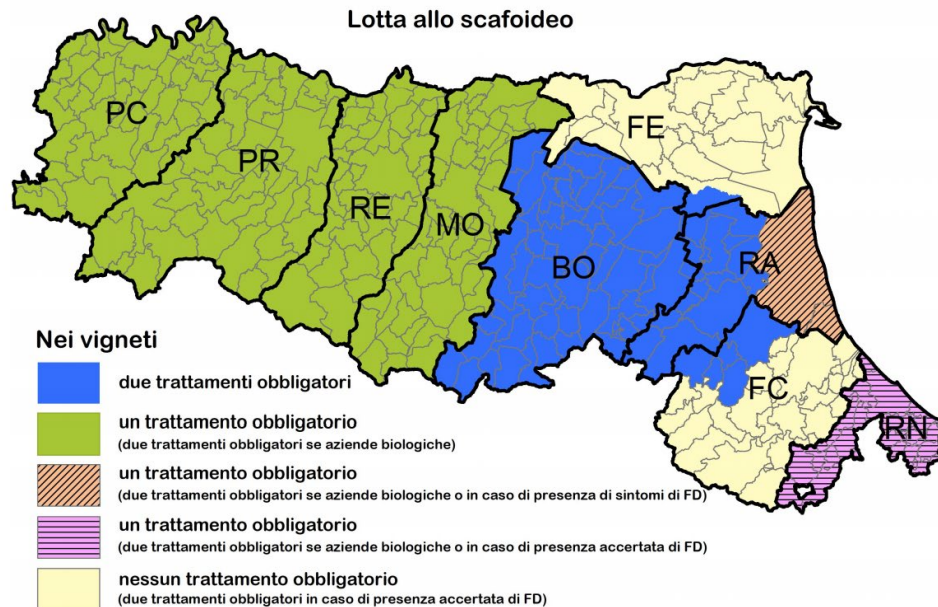 Lotta allo scafoideo
PC
PR
RE
MO
FE
BO
RA
FC
RN
Nei vigneti
due trattamenti obbligatori
un trattamento obbligatorio
(due trattamenti obbligatori se aziende biologiche)
un trattamento obbligatorio
(due trattamenti obbligatori se aziende biologiche o in caso di presenza di sintomi di FD)
un trattamento obbligatorio
(due trattamenti obbligatori se aziende biologiche o in caso di presenza accertata di FD)
nessun trattamento obbligatorio
(due trattamenti obbligatori in caso di presenza accertata di FD)